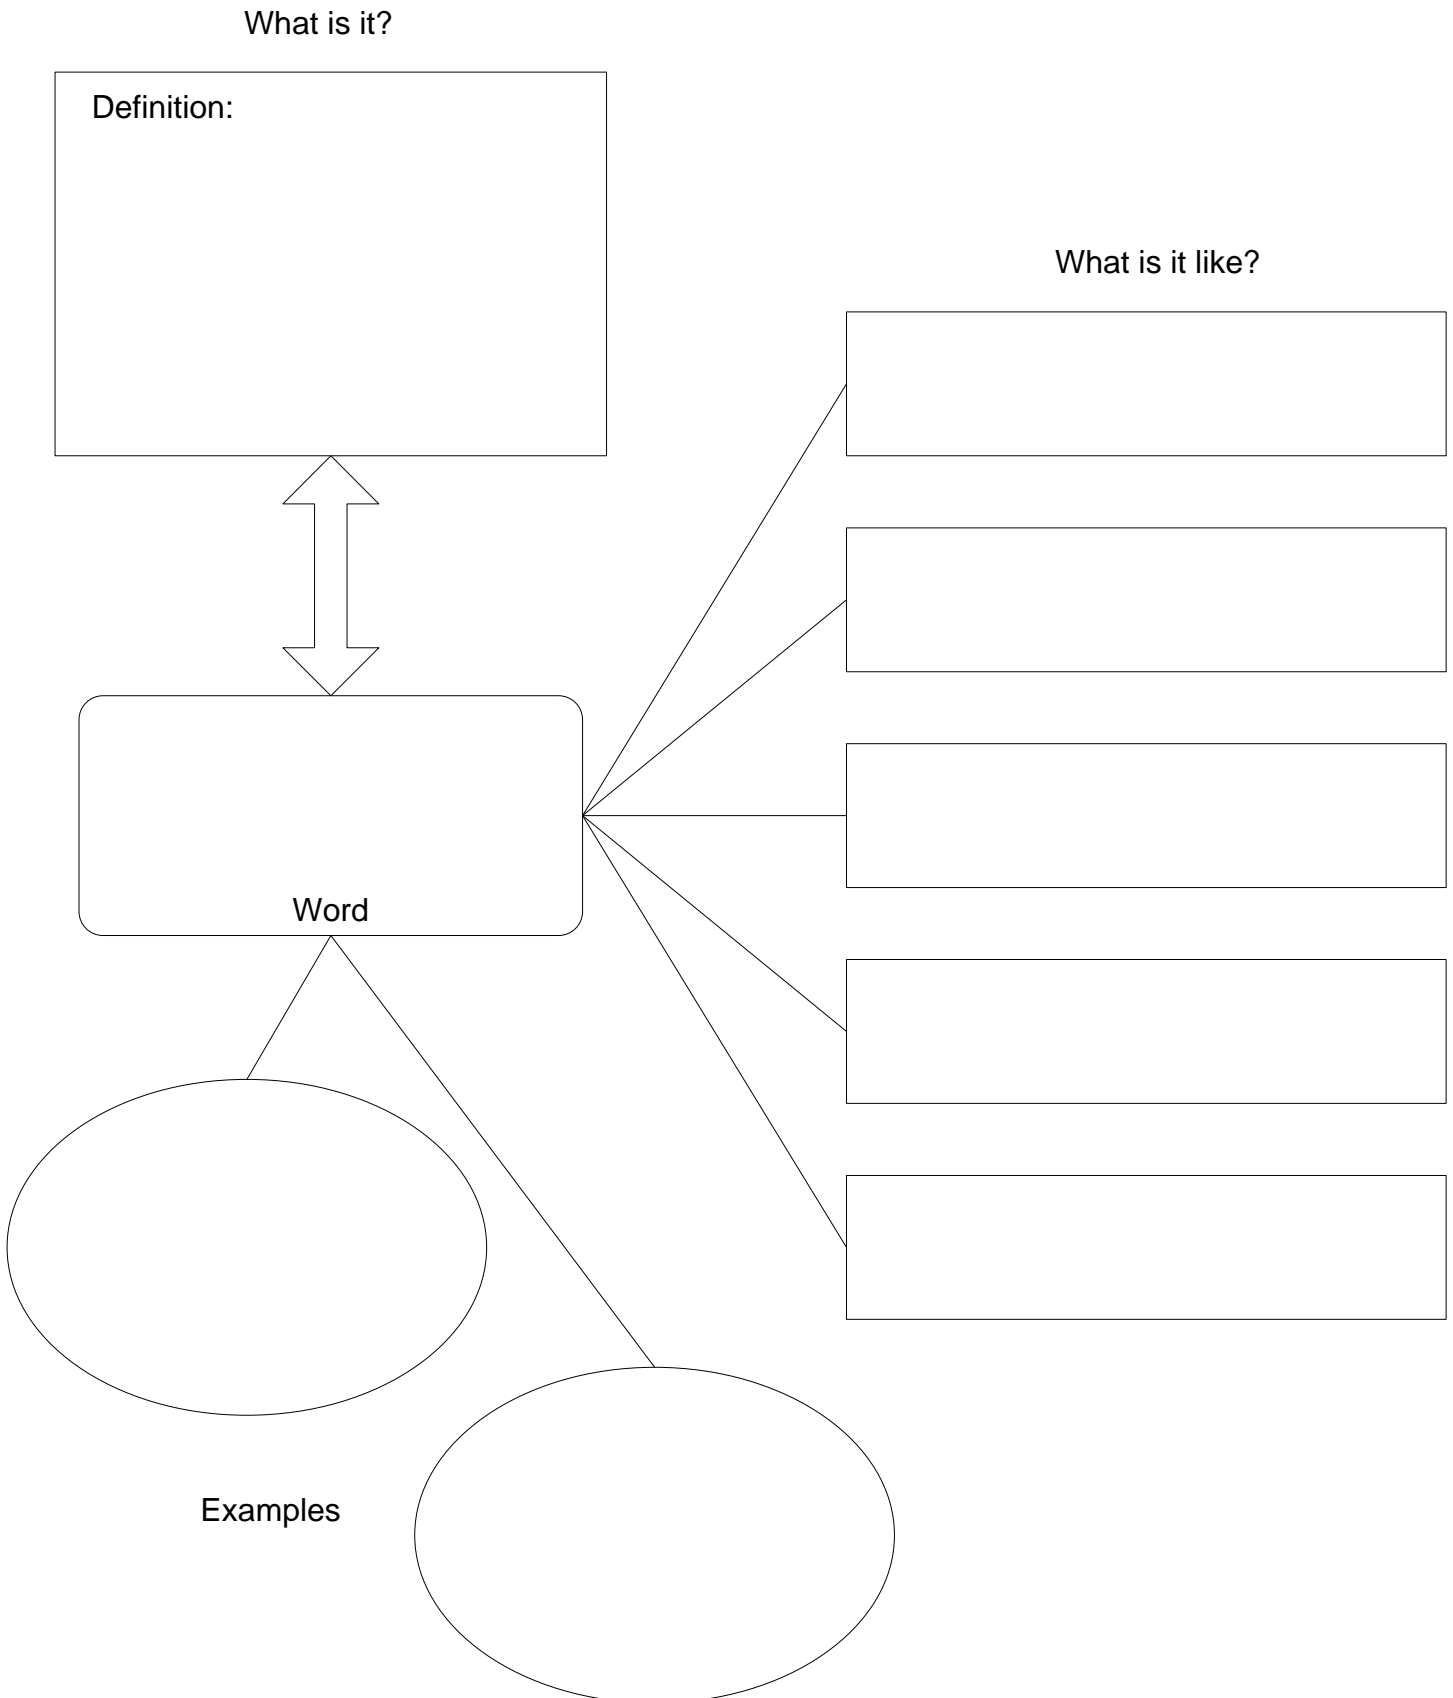 What is it?
Definition:
What is it like?
Word
Examples